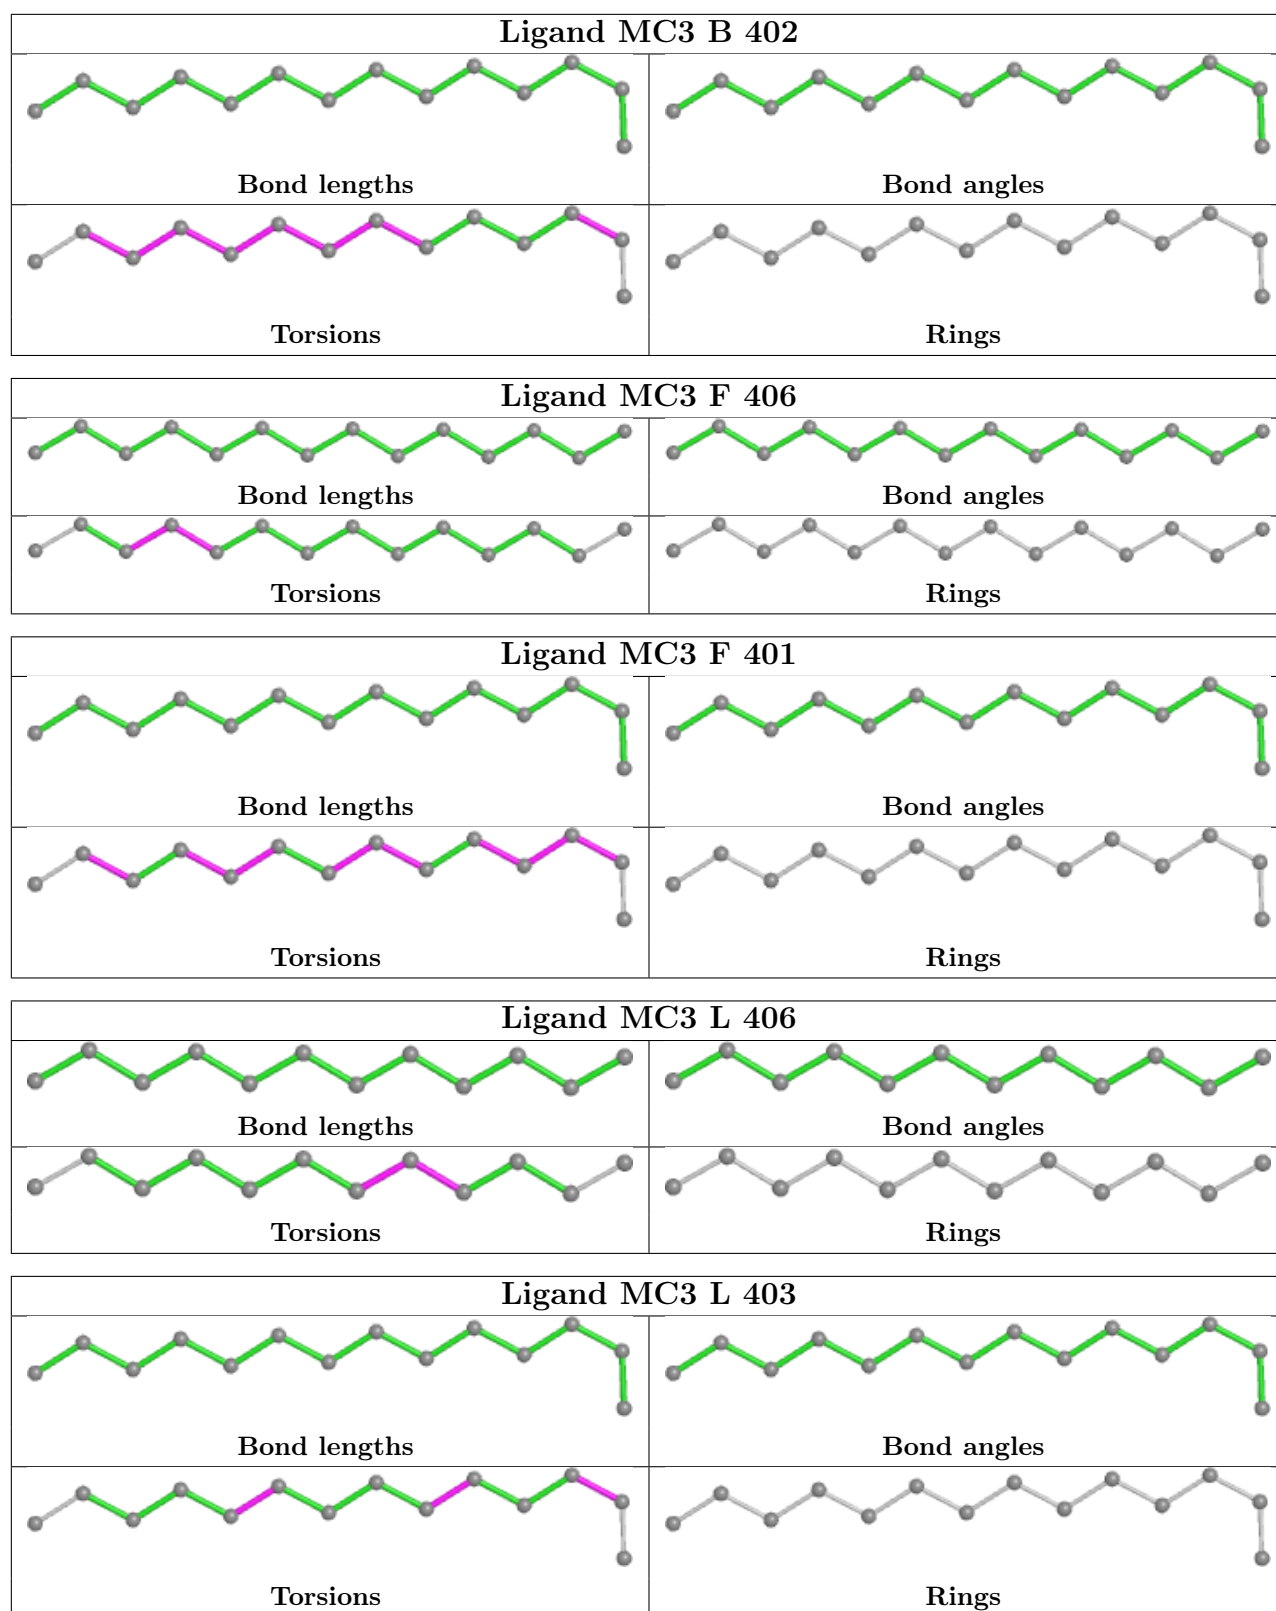 Ligand MC3 B 402
Bond lengths
Bond angles
Torsions
Rings
Ligand MC3 F 406
Bond lengths
Bond angles
Torsions
Rings
Ligand MC3 F 401
Bond lengths
Bond angles
Torsions
Rings
Ligand MC3 L 406
Bond lengths
Bond angles
Torsions
Rings
Ligand MC3 L 403
Bond lengths
Bond angles
Torsions
Rings